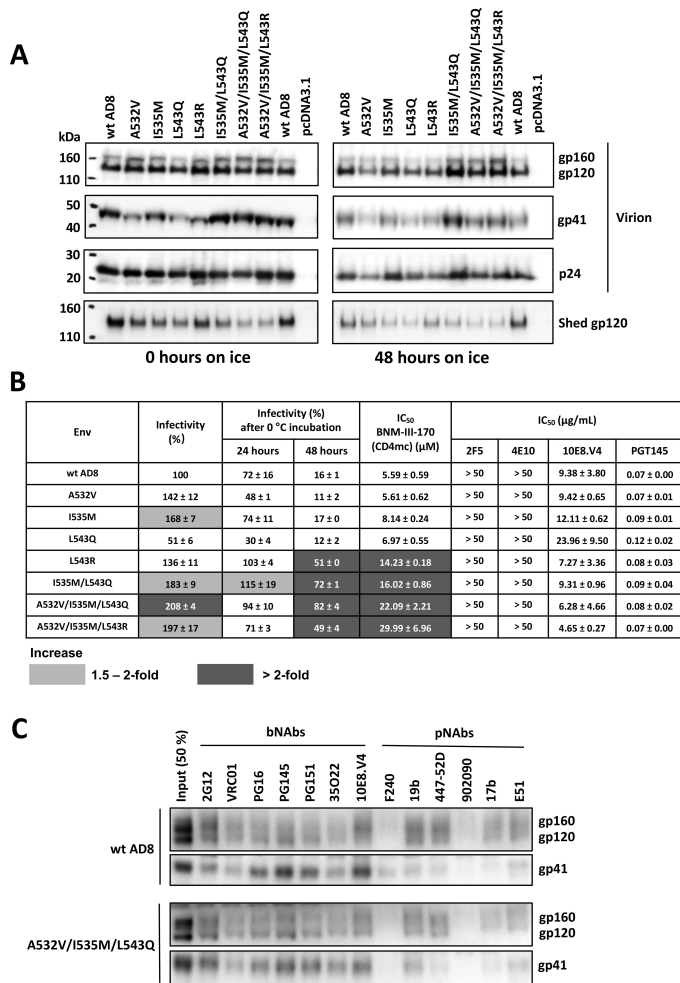 A
wt AD8
A532V
I535M
L543Q
L543R
I535M/L543Q
A532V/I535M/L543Q
A532V/I535M/L543R
wt AD8
pcDNA3.1
wt AD8
A532V
I535M
L543Q
L543R
I535M/L543Q
A532V/I535M/L543Q
A532V/I535M/L543R
wt AD8
pcDNA3.1
kDa
160
110
gp160
gp120
50
40
gp41
Virion
30
20
p24
160
110
Shed gp120
0 hours on ice
48 hours on ice
B
Env
Infectivity (%)
Infectivity (%) after 0 °C incubation
24 hours
48 hours
IC50 BNM-III-170 (CD4mc) (μM)
IC50 (μg/mL)
2F5
4E10
10E8.V4
PGT145
wt AD8 100 72 ± 16 16 ± 1 5.59 ± 0.59 > 50 > 50 9.38 ± 3.80 0.07 ± 0.00
A532V 142 ± 12 48 ± 1 11 ± 2 5.61 ± 0.62 > 50 > 50 9.42 ± 0.65 0.07 ± 0.01
I535M 168 ± 7 74 ± 11 17 ± 0 8.14 ± 0.24 > 50 > 50 12.11 ± 0.62 0.09 ± 0.01
L543Q 51 ± 6 30 ± 4 12 ± 2 6.97 ± 0.55 > 50 > 50 23.96 ± 9.50 0.12 ± 0.02
L543R 136 ± 11 103 ± 4 51 ± 0 14.23 ± 0.18 > 50 > 50 7.27 ± 3.36 0.08 ± 0.03
I535M/L543Q 183 ± 9 115 ± 19 72 ± 1 16.02 ± 0.86 > 50 > 50 9.31 ± 0.96 0.09 ± 0.04
A532V/I535M/L543Q 208 ± 4 94 ± 10 82 ± 4 22.09 ± 2.21 > 50 > 50 6.28 ± 4.66 0.08 ± 0.02
A532V/I535M/L543R 197 ± 17 71 ± 3 49 ± 4 29.99 ± 6.96 > 50 > 50 4.65 ± 0.27 0.07 ± 0.00
Increase
1.5 – 2-fold
> 2-fold
C
bNAbs
pNAbs
Input (50 %)
2G12
VRC01
PG16
PG145
PG151
35O22
10E8.V4
F240
19b
447-52D
902090
17b
E51
wt AD8
gp160
gp120
gp41
A532V/I535M/L543Q
gp160
gp120
gp41